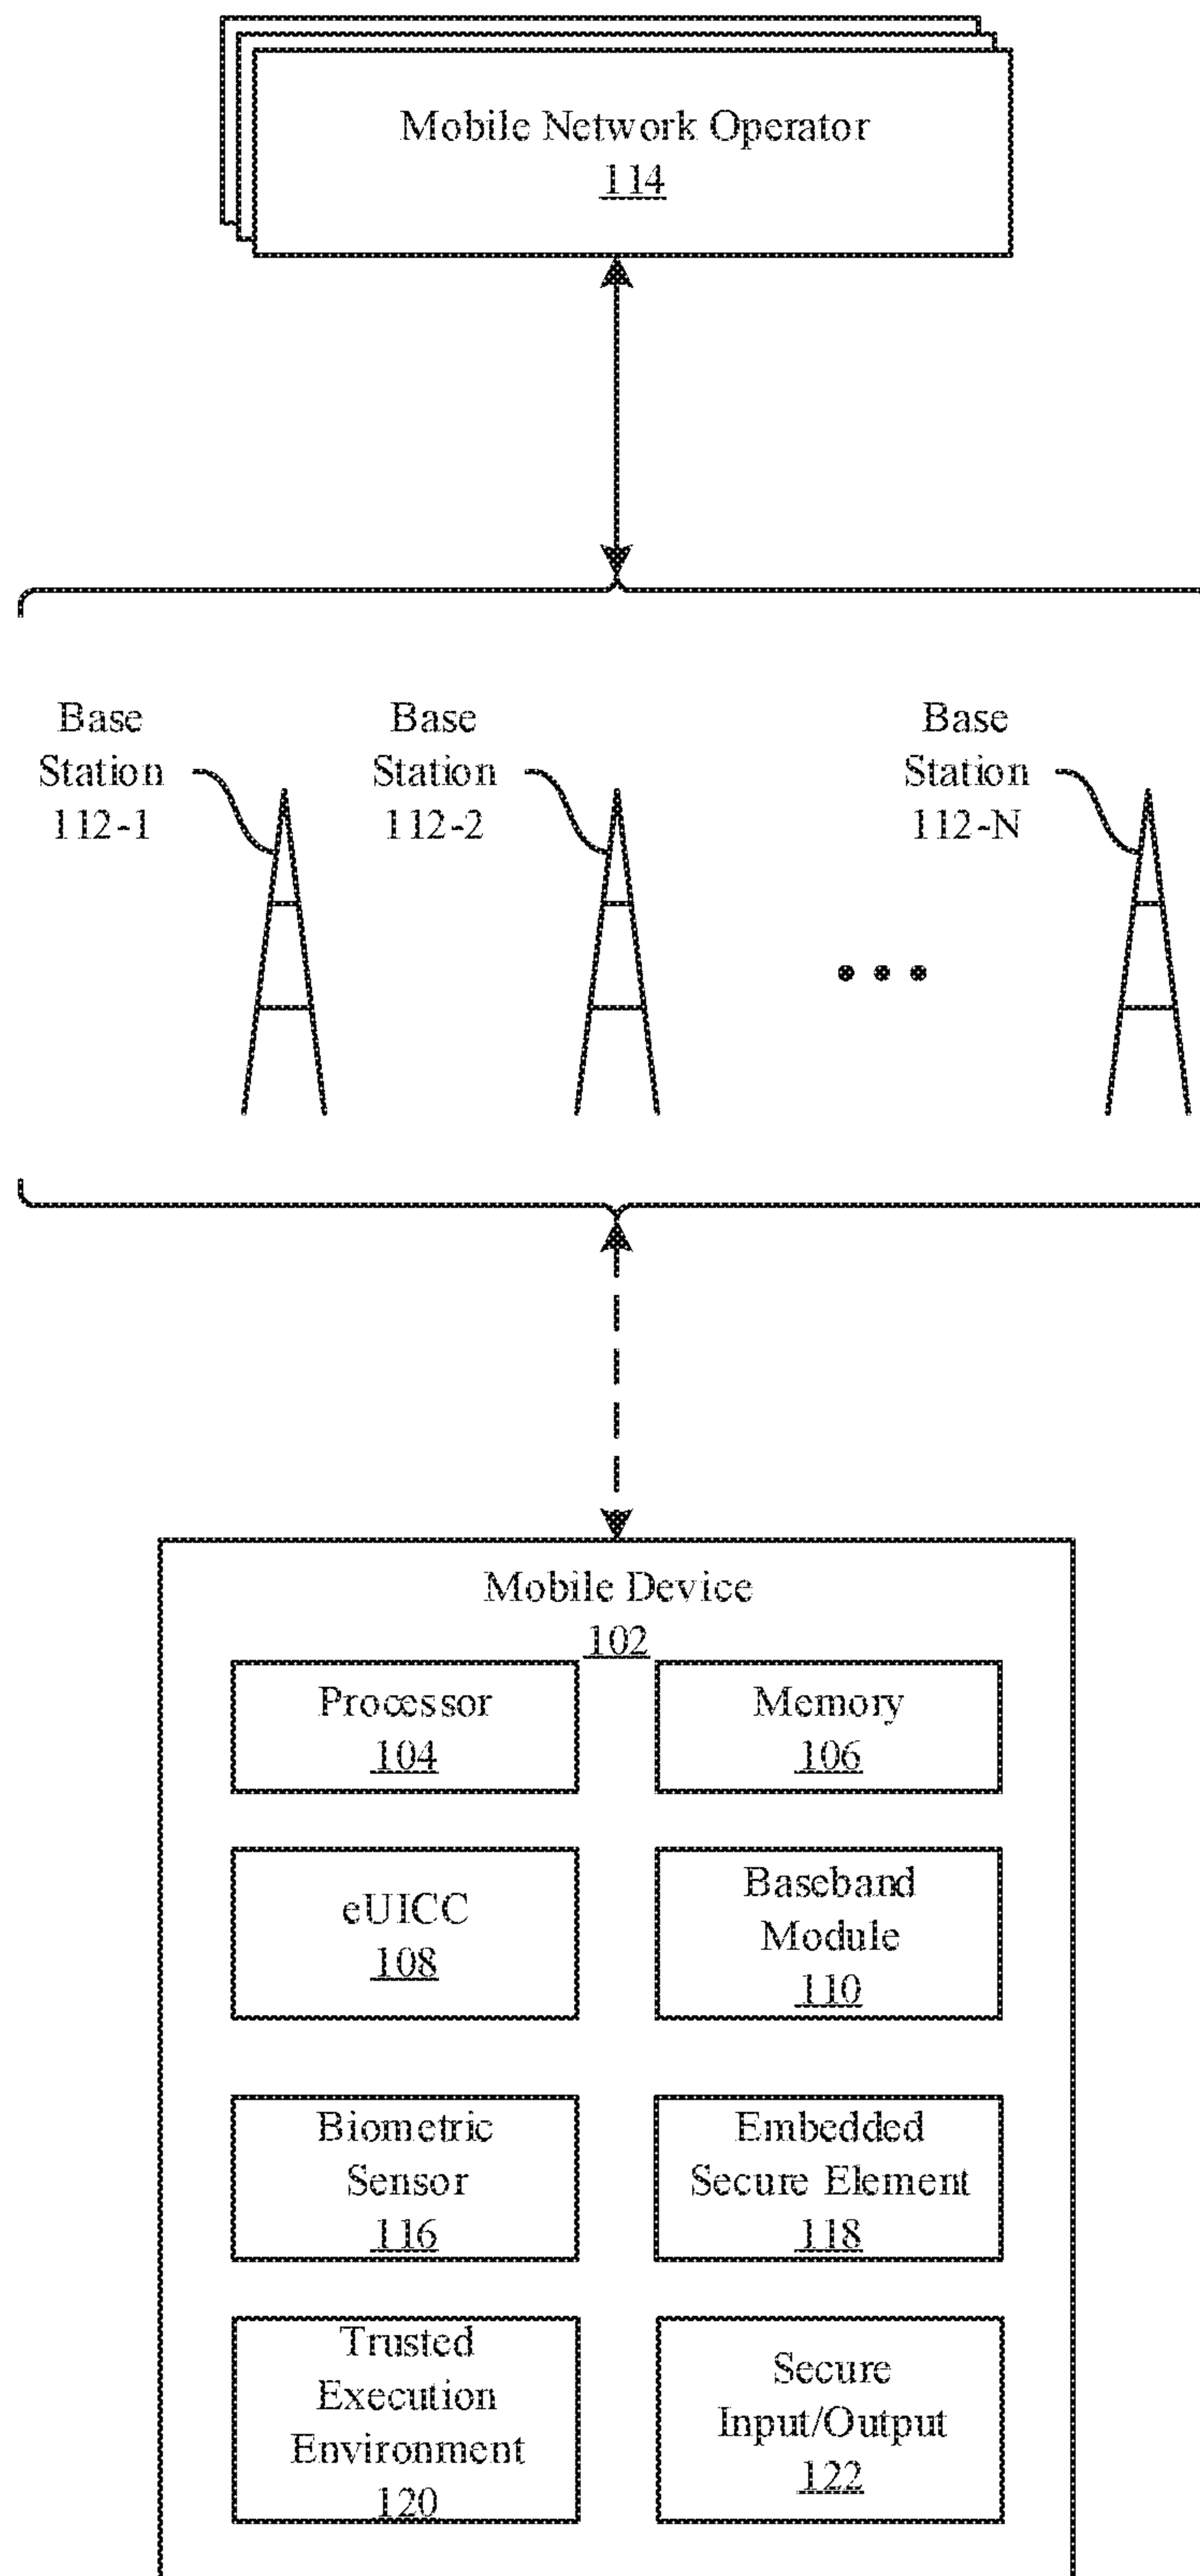 Mobile Network Operator
114
Base
Station
112-1
Base
Station
112-2
Base
Station
112-N
Mobile Device
102
Processor
104
Memory
106
eUICC
108
Baseband
Module
110
Biometric
Sensor
116
Embedded
Secure Element
118
Trusted
Execution
Environment
120
Secure
Input/Output
122